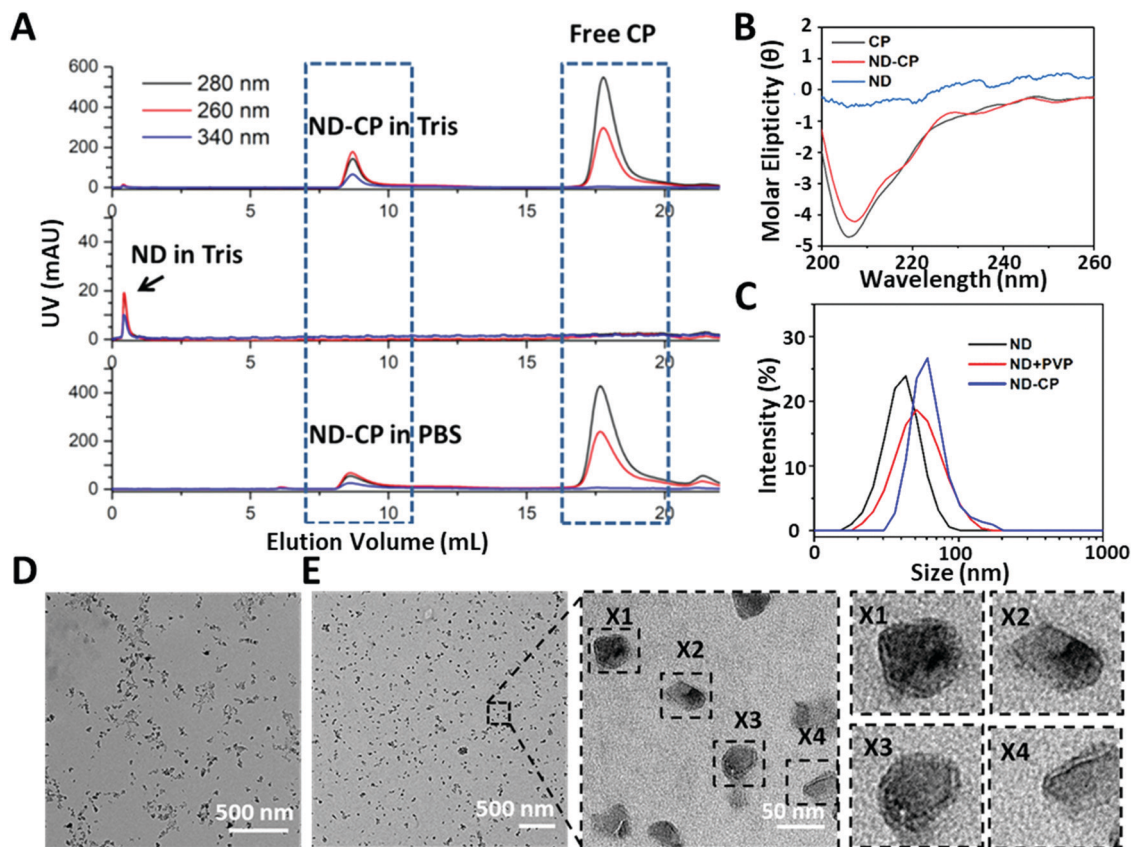 A
Free CP
600
400
200
0
280 nm
260 nm
340 nm
ND-CP in Tris
0 5 10 15 20
UV (mAU)
40
20
0
ND in Tris
0 5 10 15 20
400
200
0
ND-CP in PBS
0 5 10 15 20
Elution Volume (mL)
B
Molar Elipticity (θ)
1
0
-1
-2
-3
-4
-5
CP
ND-CP
ND
200 220 240 260
Wavelength (nm)
C
Intensity (%)
30
20
10
0
ND
ND+PVP
ND-CP
0 100 1000
Size (nm)
D
500 nm
E
500 nm
X1
X2
X3
X4
50 nm
X1
X2
X3
X4